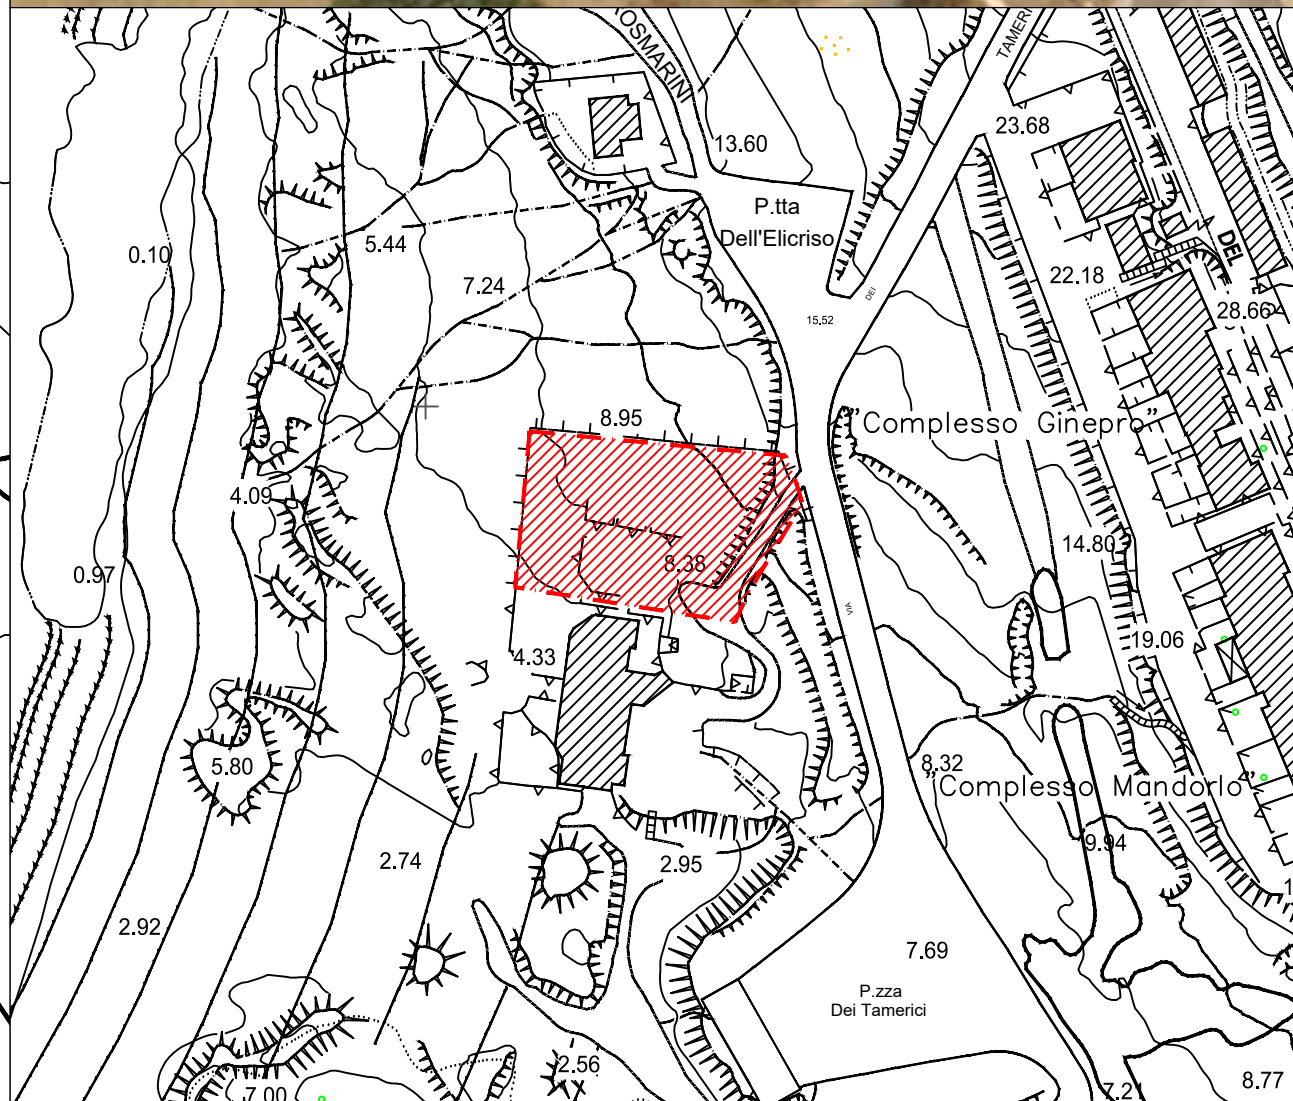 OSMARINI
TAMERI
23.68
13.60
P.tta
Dell'Elicriso
DEL
5.44
0.10
22.18
7.24
DEI
28.66
15.52
8.95
"Complesso Ginepro"
4.09
14.80
8.38
0.97
VIA
19.06
4.33
8.32
5.80
"Complesso Mandorlo"
9.94
2.74
2.95
2.92
7.69
P.zza
Dei Tamerici
2.56
8.77
7.00
7.21